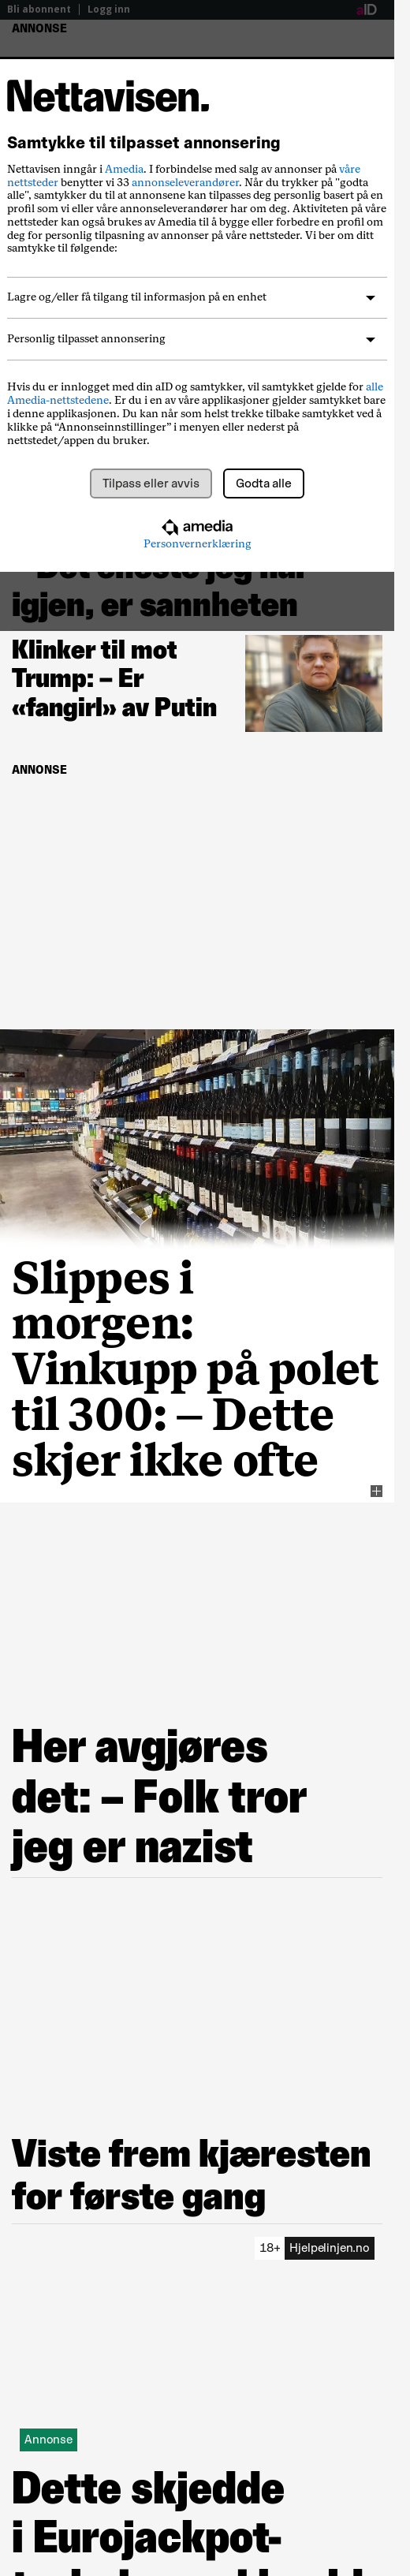 Bli abonnent | Logg inn
aID
ANNONSE
Nettavisen.
Samtykke til tilpasset annonsering
Nettavisen inngår i Amedia. I forbindelse med salg av annonser på våre
nettsteder benytter vi 33 annonseleverandører. Når du trykker på "godta
alle", samtykker du til at annonsene kan tilpasses deg personlig basert på en
profil som vi eller våre annonseleverandører har om deg. Aktiviteten på våre
nettsteder kan også brukes av Amedia til å bygge eller forbedre en profil om
deg for personlig tilpasning av annonser på våre nettsteder. Vi ber om ditt
samtykke til følgende:
Lagre og/eller få tilgang til informasjon på en enhet
Personlig tilpasset annonsering
Hvis du er innlogget med din aID og samtykker, vil samtykket gjelde for alle
Amedia-nettstedene. Er du i en av våre applikasjoner gjelder samtykket bare
i denne applikasjonen. Du kan når som helst trekke tilbake samtykket ved å
klikke på “Annonseinnstillinger” i menyen eller nederst på
nettstedet/appen du bruker.
Tilpass eller avvis
Godta alle
amedia
Personvernerklæring
igjen, er sannheten
Klinker til mot
Trump: – Er
«fangirl» av Putin
ANNONSE
Slippes i
morgen:
Vinkupp på polet
til 300: – Dette
skjer ikke ofte
Her avgjøres
det: – Folk tror
jeg er nazist
Viste frem kjæresten
for første gang
18+ Hjelpelinjen.no
Annonse
Dette skjedde
i Eurojackpot-